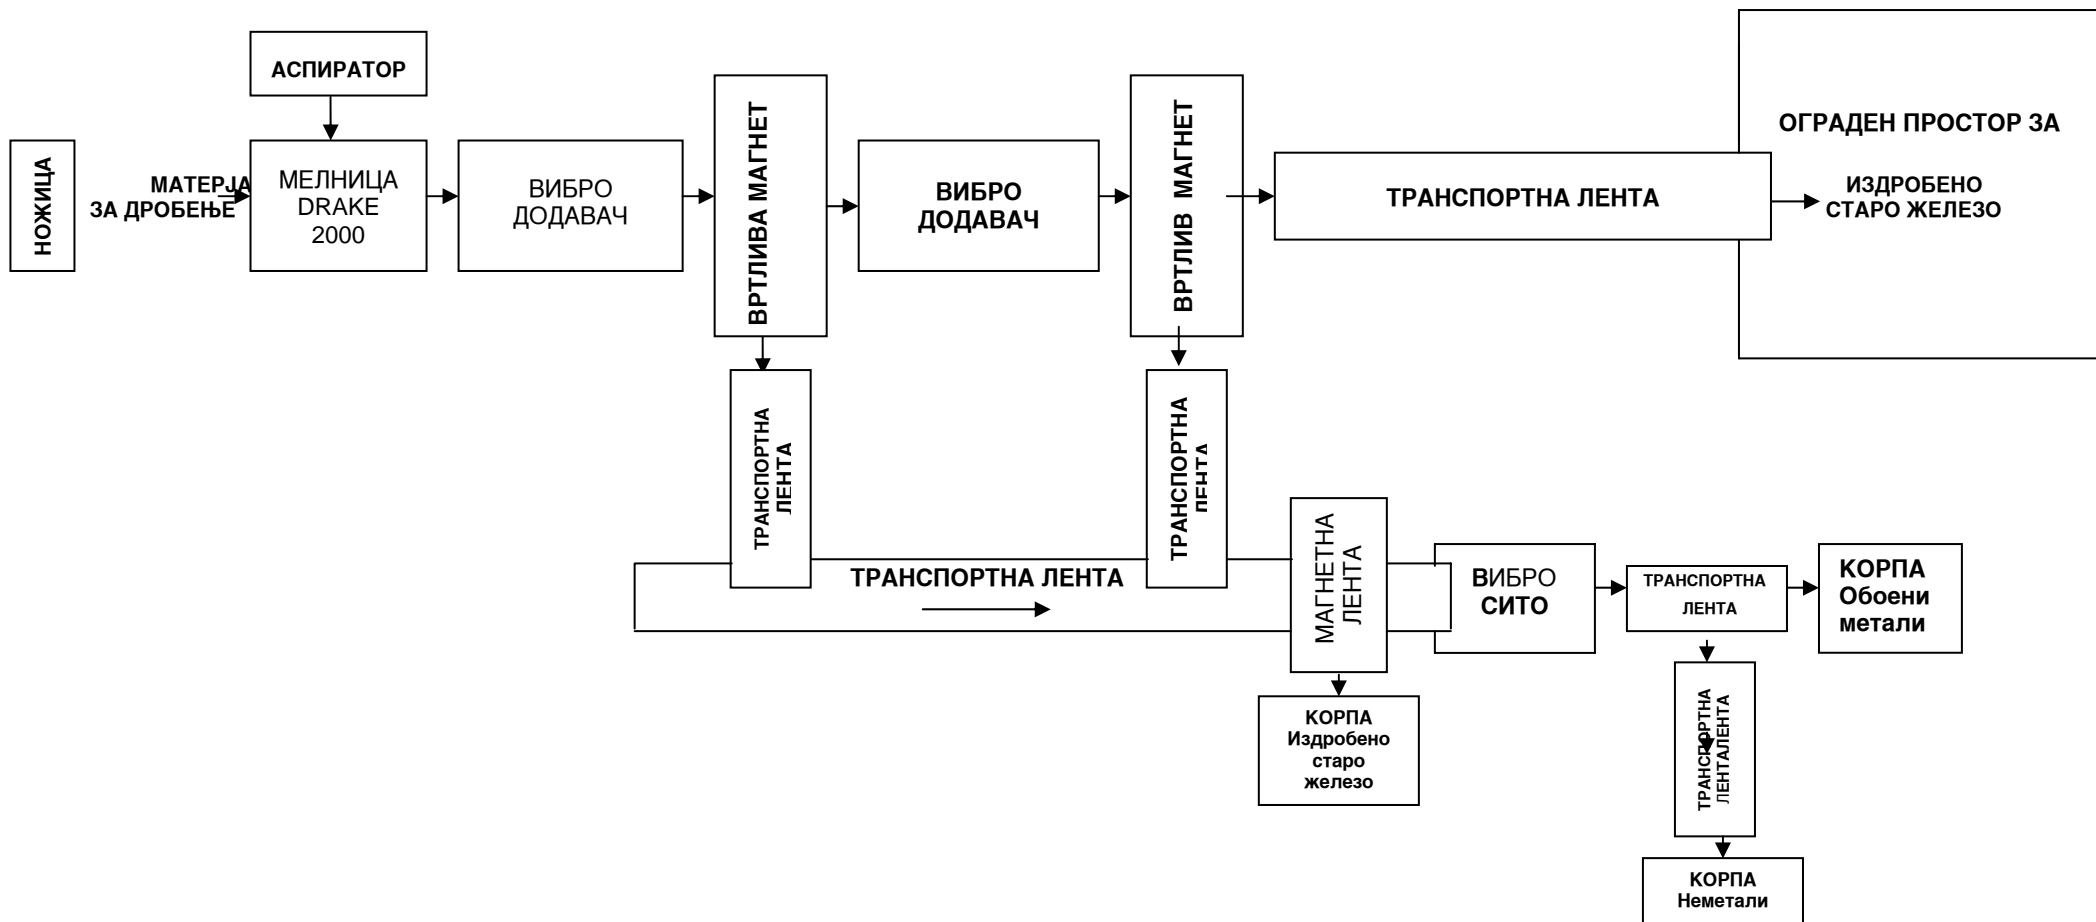 АСПИРАТОР
НОЖИЦА
МАТЕРЈА
ЗА ДРОБЕЊЕ
МЕЛНИЦА
DRAKE
2000
ВИБРО
ДОДАВАЧ
ВРТЛИВА МАГНЕТ
ВИБРО
ДОДАВАЧ
ВРТЛИВ МАГНЕТ
ТРАНСПОРТНА ЛЕНТА
ОГРАДЕН ПРОСТОР ЗА
ИЗДРОБЕНО
СТАРО ЖЕЛЕЗО
ТРАНСПОРТНА
ЛЕНТА
ТРАНСПОРТНА
ЛЕНТА
ТРАНСПОРТНА ЛЕНТА
МАГНЕТНА
ЛЕНТА
ВИБРО
СИТО
ТРАНСПОРТНА
ЛЕНТА
КОРПА
Обоени
метали
КОРПА
Издробено
старо
железо
ТРАНСПОРТНА
ЛЕНТАЛЕНТА
КОРПА
Неметали